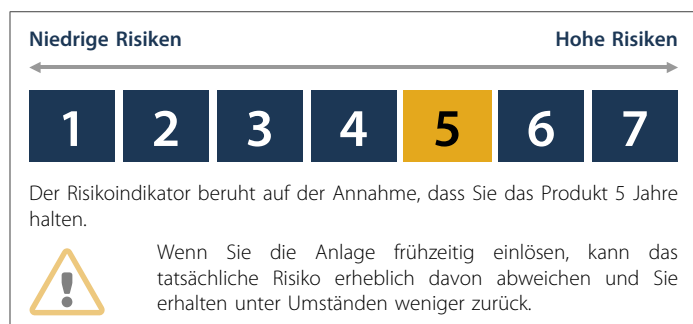 Niedrige Risiken Hohe Risiken
1 2 3 4 5 6 7
Der Risikoindikator beruht auf der Annahme, dass Sie das Produkt 5 Jahre
halten.
Wenn Sie die Anlage frühzeitig einlösen, kann das
tatsächliche Risiko erheblich davon abweichen und Sie
erhalten unter Umständen weniger zurück.